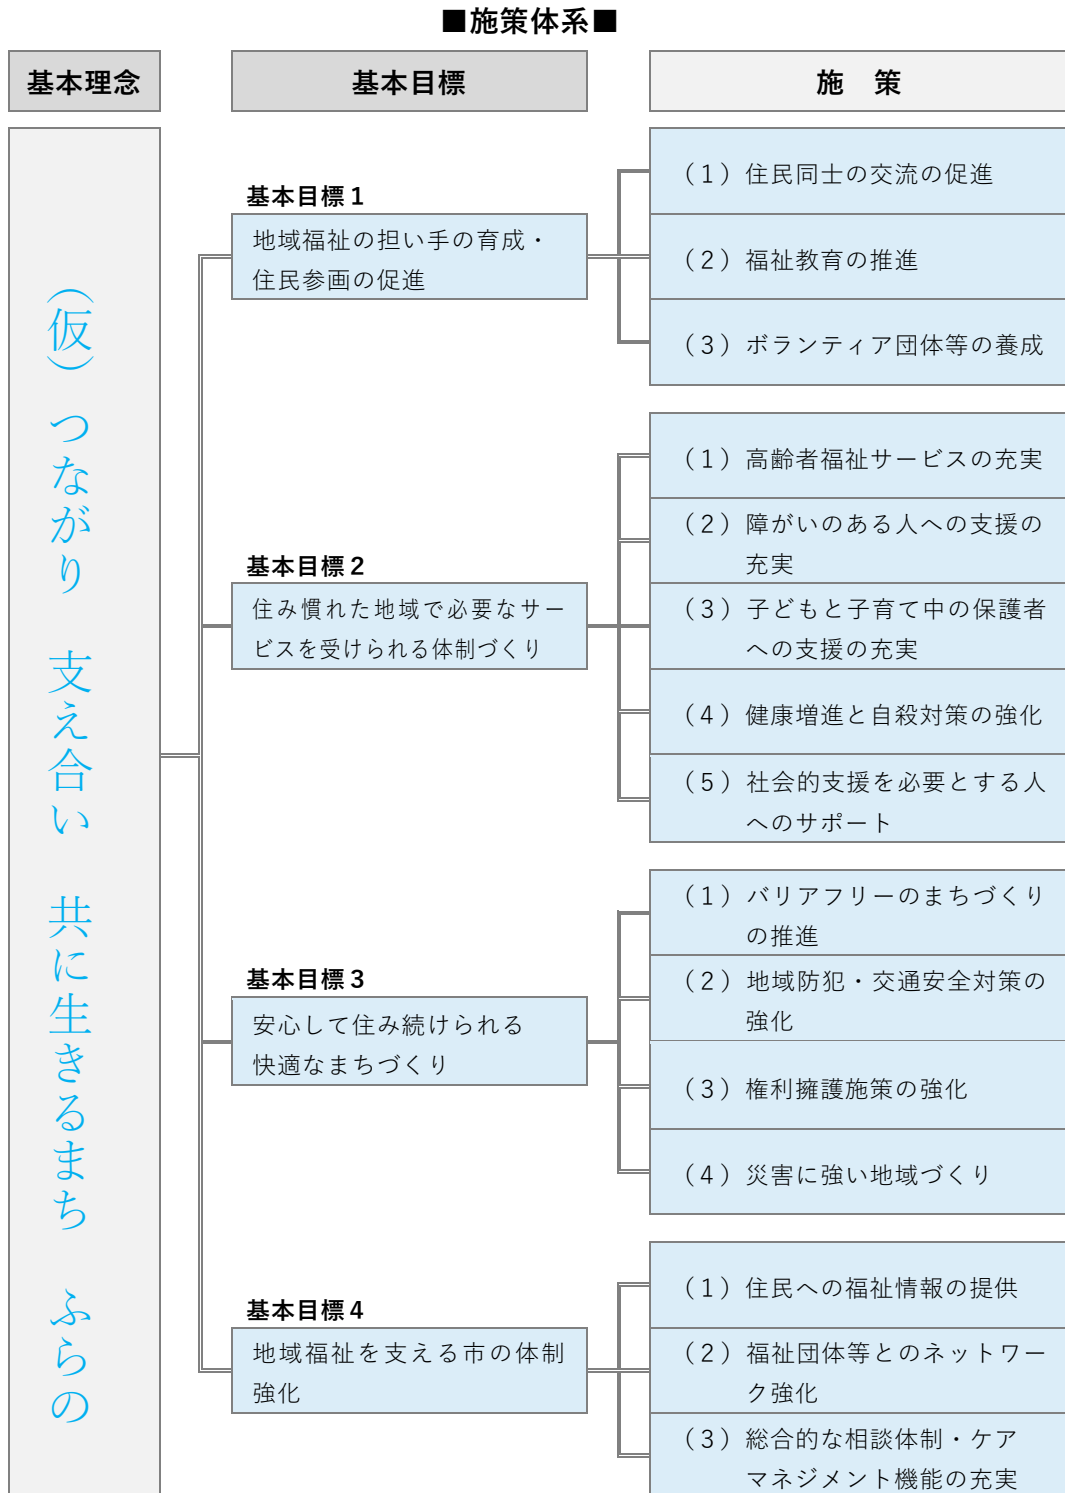 ■施策体系■
基本理念
基本目標
施　策
（仮）　つながり　支え合い　共に生きるまち　ふらの
基本目標１
地域福祉の担い手の育成・
住民参画の促進
（１）住民同士の交流の促進
（２）福祉教育の推進
（３）ボランティア団体等の養成
基本目標２
住み慣れた地域で必要なサー
ビスを受けられる体制づくり
（１）高齢者福祉サービスの充実
（２）障がいのある人への支援の
充実
（３）子どもと子育て中の保護者
への支援の充実
（４）健康増進と自殺対策の強化
（５）社会的支援を必要とする人
へのサポート
基本目標３
安心して住み続けられる
快適なまちづくり
（１）バリアフリーのまちづくり
の推進
（２）地域防犯・交通安全対策の
強化
（３）権利擁護施策の強化
（４）災害に強い地域づくり
基本目標４
地域福祉を支える市の体制
強化
（１）住民への福祉情報の提供
（２）福祉団体等とのネットワー
ク強化
（３）総合的な相談体制・ケア
マネジメント機能の充実